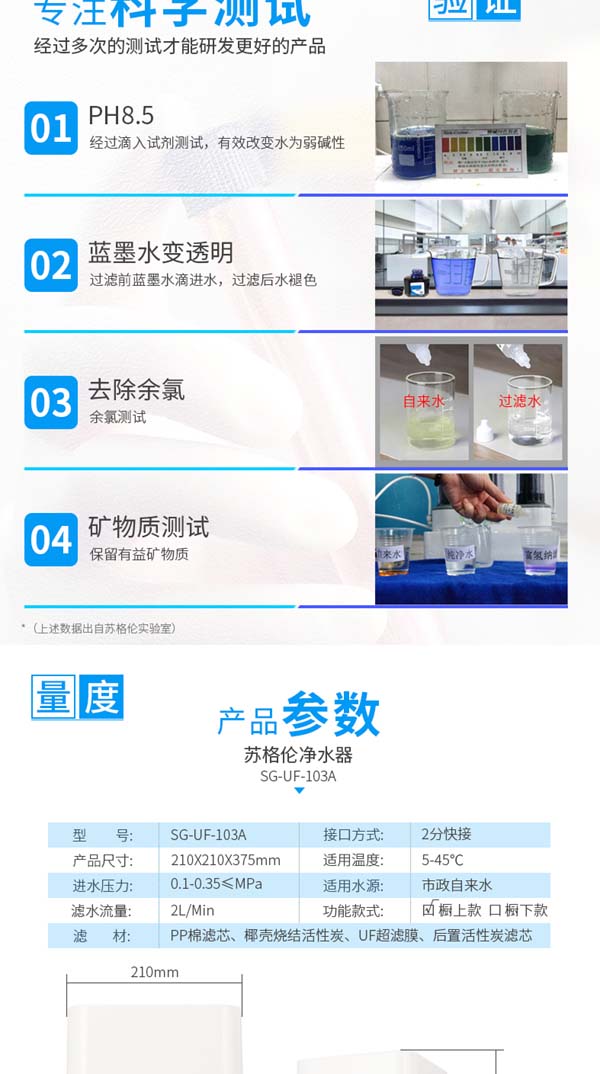 专注科学测试
验证
经过多次的测试才能研发更好的产品
01
PH8.5
经过滴入试剂测试，有效改变水为弱碱性
02
蓝墨水变透明
过滤前蓝墨水滴进水，过滤后水褪色
03
去除余氯
余氯测试
自来水
过滤水
04
矿物质测试
保留有益矿物质
自来水
纯净水
富氢纳
*（上述数据出自苏格伦实验室）
量度
产品参数
苏格伦净水器
SG-UF-103A
型 号: SG-UF-103A 接口方式: 2分快接
产品尺寸: 210X210X375mm 适用温度: 5-45℃
进水压力: 0.1-0.35≤MPa 适用水源: 市政自来水
滤水流量: 2L/Min 功能款式: ☑橱上款 口橱下款
滤 材: PP棉滤芯、椰壳烧结活性炭、UF超滤膜、后置活性炭滤芯
210mm